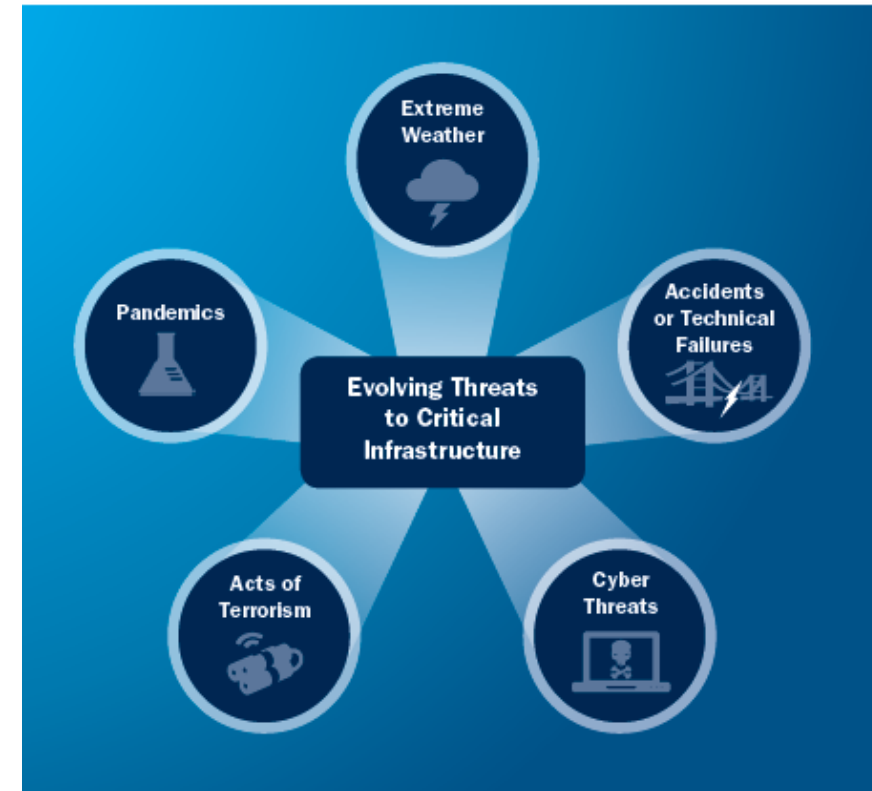 Extreme
Weather
Pandemics
Accidents
or Technical
Failures
Evolving Threats
to Critical
Infrastructure
Acts of
Terrorism
Cyber
Threats